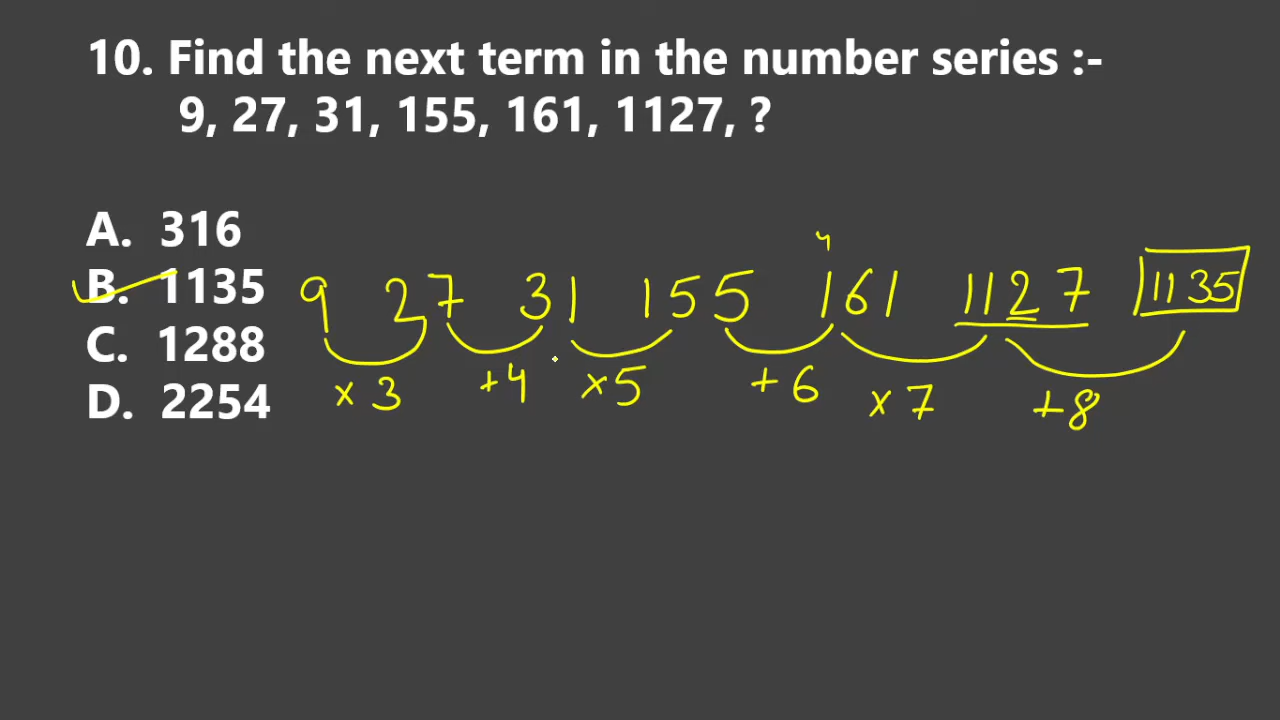 10. Find the next term in the number series :-
9, 27, 31, 155, 161, 1127, ?
A. 316
B. 1135
C. 1288
D. 2254
4
9 27 31 155 161 1127 1135
×3 +4 ×5 +6 ×7 +8